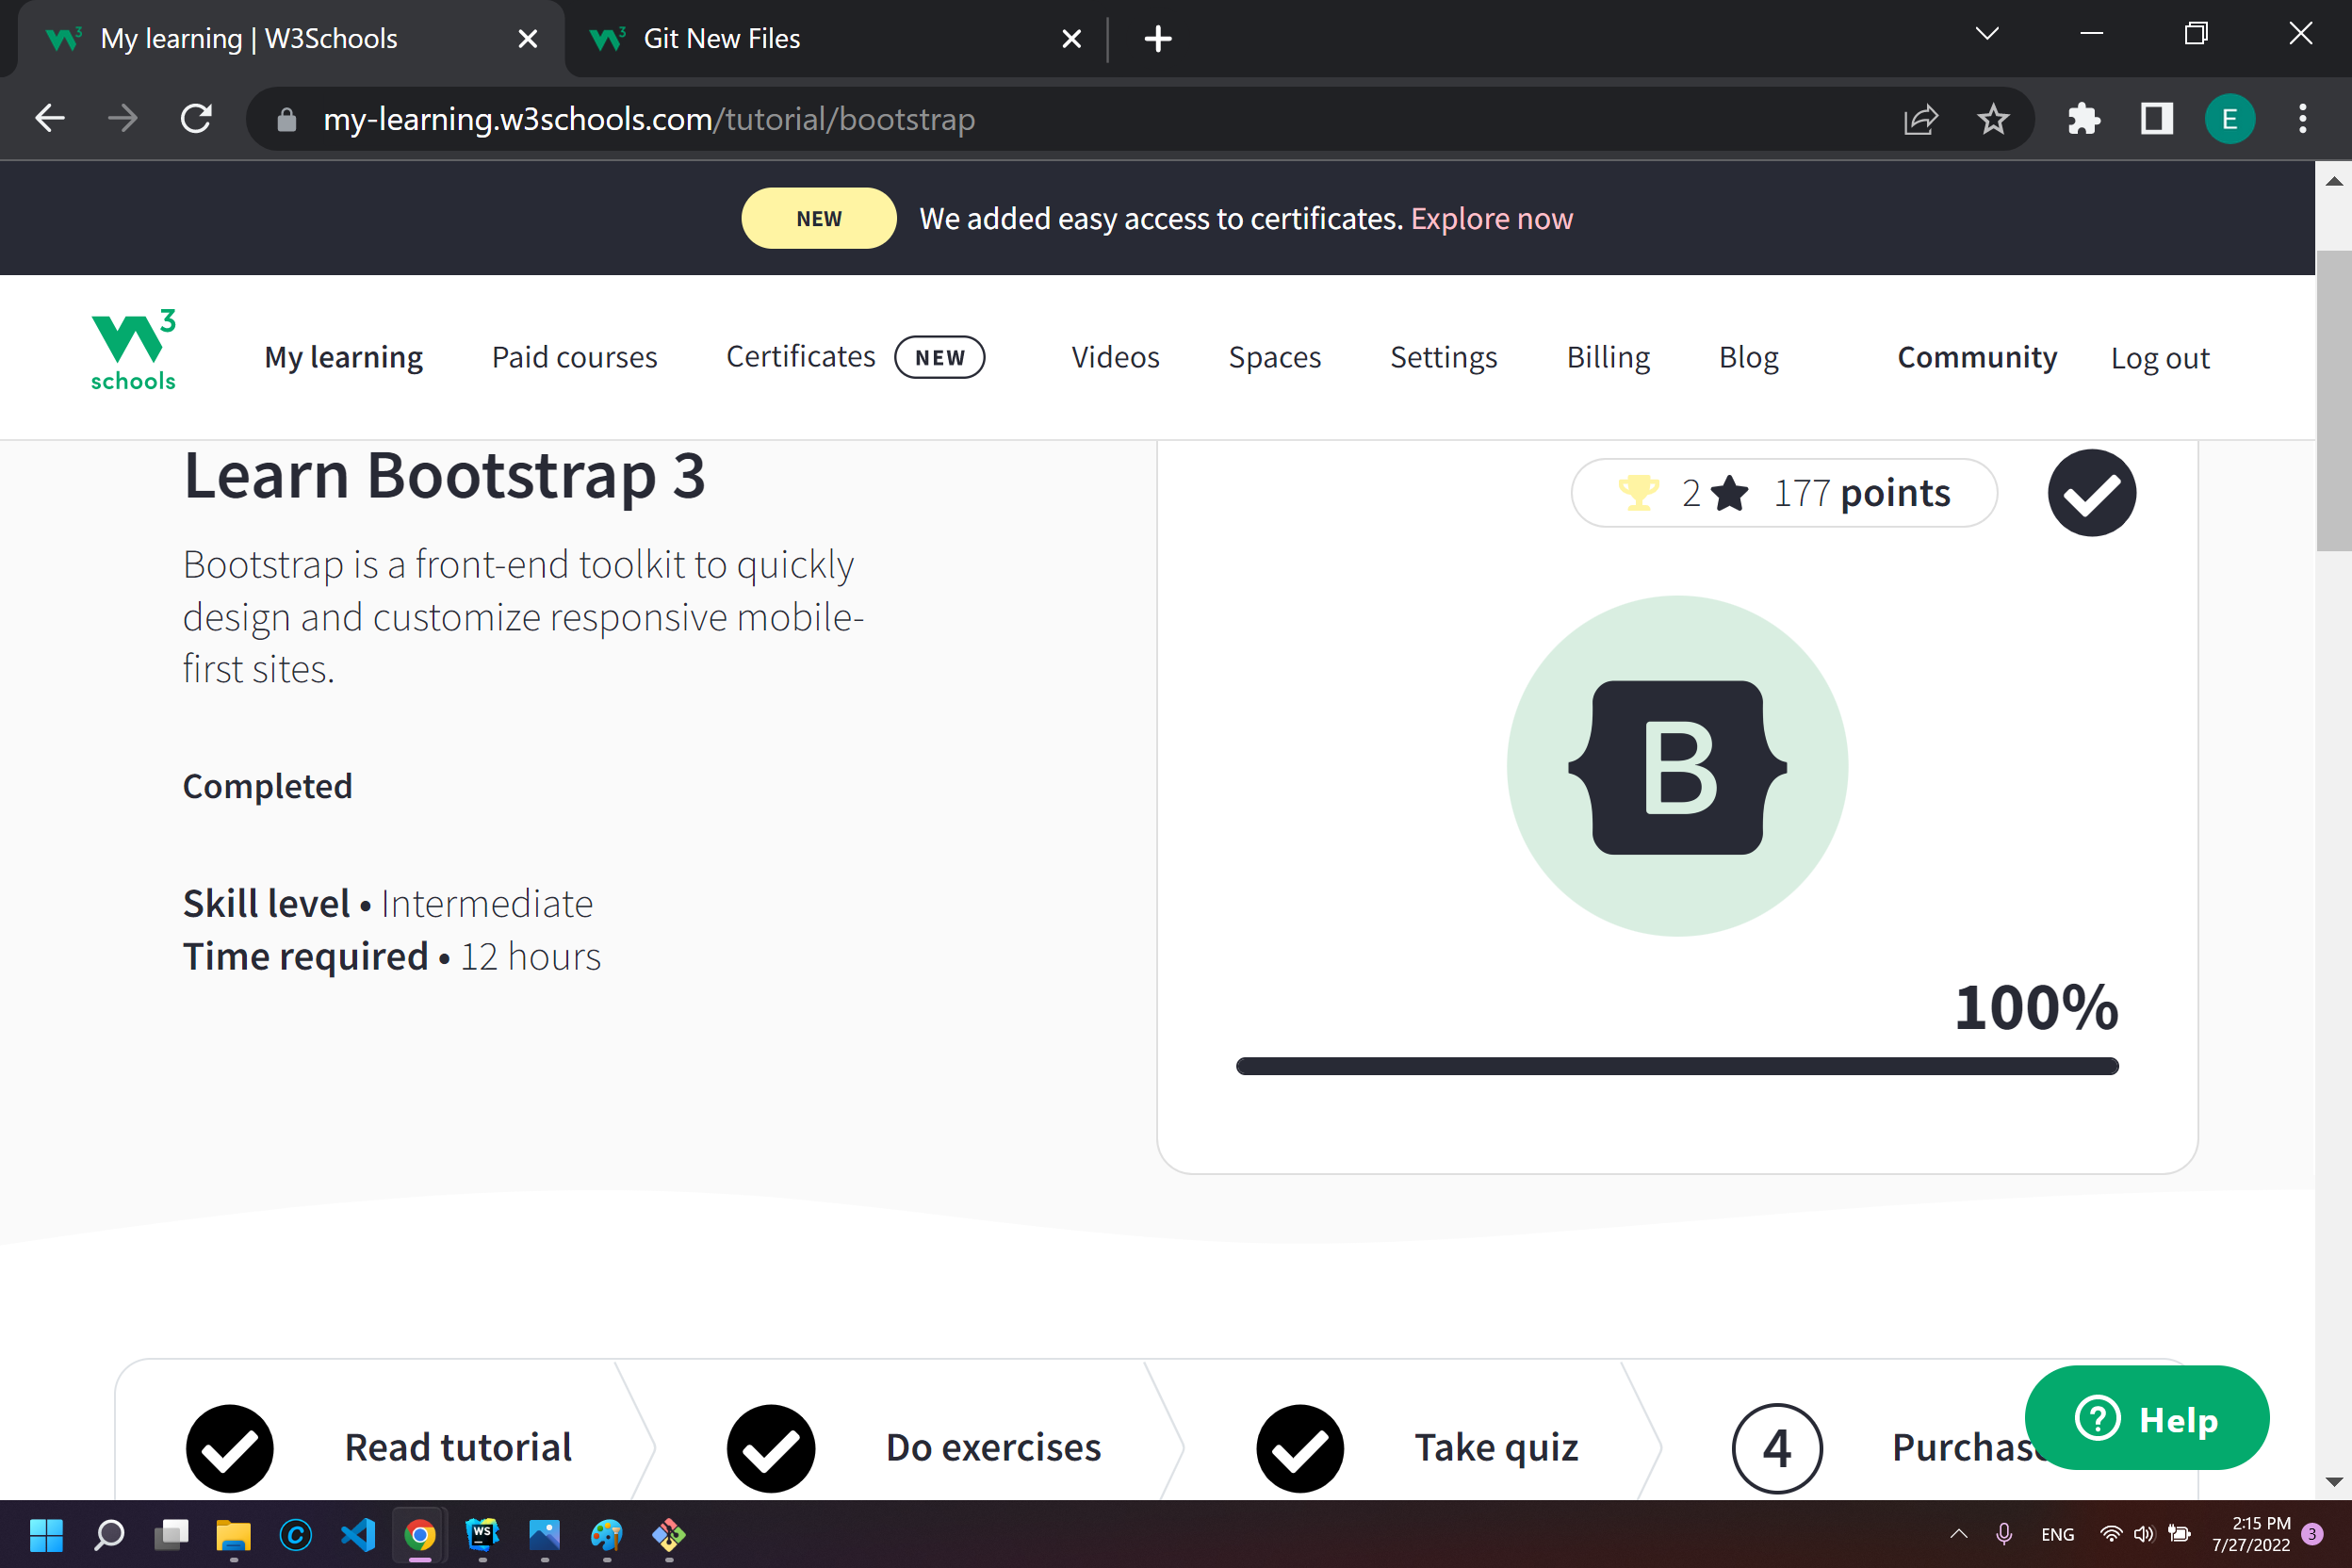 My learning | W3Schools
Git New Files
my-learning.w3schools.com/tutorial/bootstrap
E
NEW We added easy access to certificates. Explore now
W3 schools
My learning Paid courses Certificates NEW Videos Spaces Settings Billing Blog Community Log out
Learn Bootstrap 3
Bootstrap is a front-end toolkit to quickly
design and customize responsive mobile-
first sites.
Completed
Skill level • Intermediate
Time required • 12 hours
2 ★ 177 points
B
100%
Read tutorial Do exercises Take quiz 4 Purchase
Help
WS
ENG
2:15 PM
7/27/2022
3